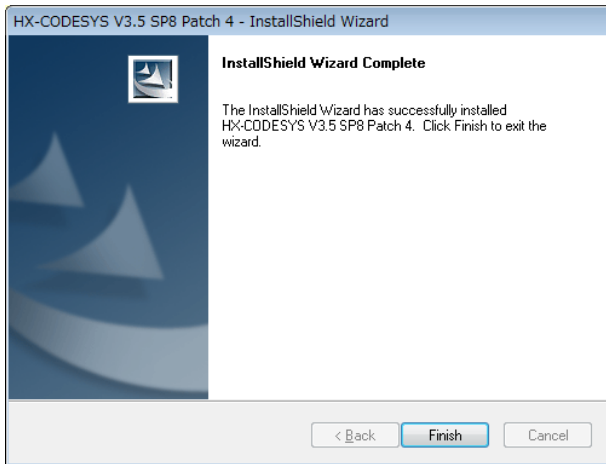 HX-CODESYS V3.5 SP8 Patch 4 - InstallShield Wizard
InstallShield Wizard Complete
The InstallShield Wizard has successfully installed
HX-CODESYS V3.5 SP8 Patch 4. Click Finish to exit the
wizard.
< Back Finish Cancel